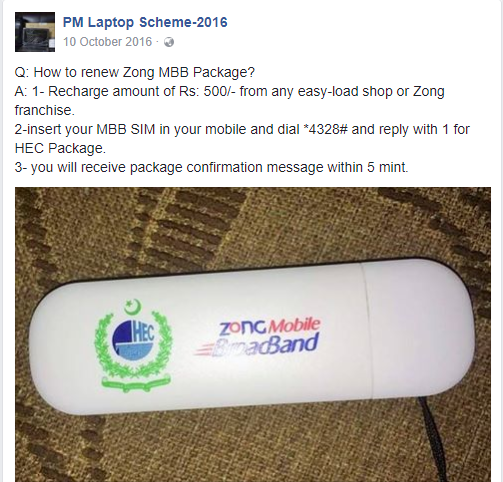 PM Laptop Scheme-2016
10 October 2016 ·
Q: How to renew Zong MBB Package?
A: 1- Recharge amount of Rs: 500/- from any easy-load shop or Zong
franchise.
2-insert your MBB SIM in your mobile and dial *4328# and reply with 1 for
HEC Package.
3- you will receive package confirmation message within 5 mint.
HEC
ZONG Mobile
BroadBand